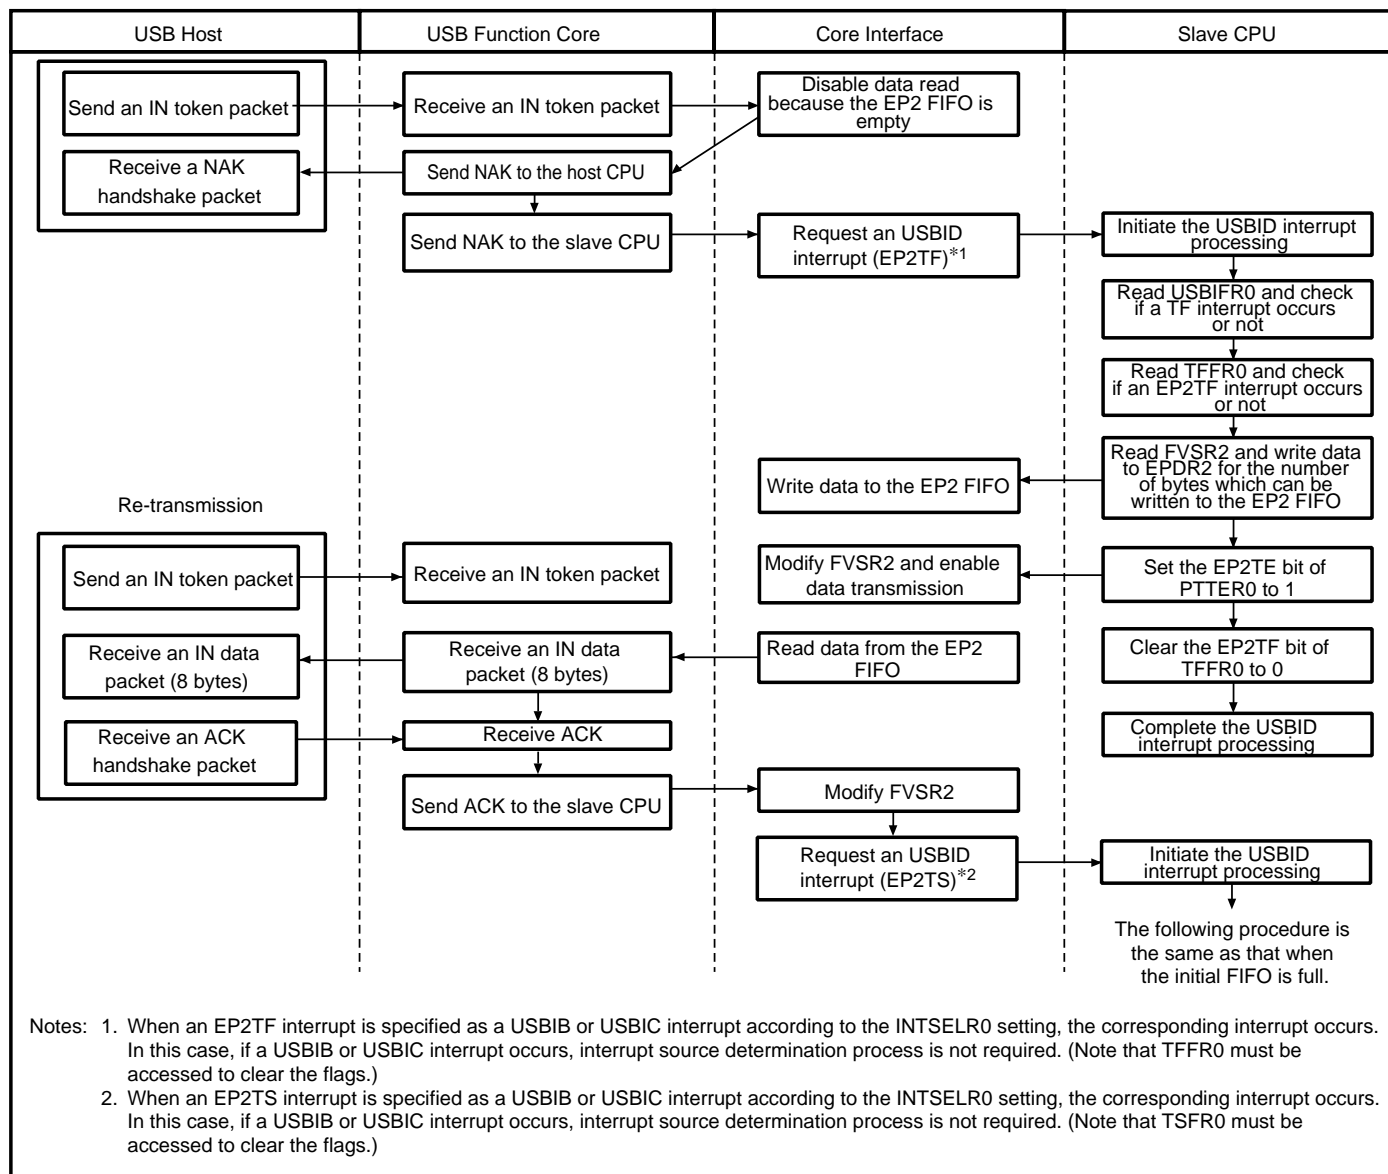 USB Host
USB Function Core
Core Interface
Slave CPU
Send an IN token packet
Receive an IN token packet
Disable data read
because the EP2 FIFO is
empty
Receive a NAK
handshake packet
Send NAK to the host CPU
Send NAK to the slave CPU
Request an USBID
interrupt (EP2TF)*1
Initiate the USBID interrupt
processing
Read USBIFR0 and check
if a TF interrupt occurs
or not
Read TFFR0 and check
if an EP2TF interrupt occurs
or not
Read FVSR2 and write data
to EPDR2 for the number
of bytes which can be
written to the EP2 FIFO
Write data to the EP2 FIFO
Re-transmission
Send an IN token packet
Receive an IN token packet
Modify FVSR2 and enable
data transmission
Set the EP2TE bit of
PTTER0 to 1
Receive an IN data
packet (8 bytes)
Receive an IN data
packet (8 bytes)
Read data from the EP2
FIFO
Clear the EP2TF bit of
TFFR0 to 0
Receive an ACK
handshake packet
Receive ACK
Complete the USBID
interrupt processing
Send ACK to the slave CPU
Modify FVSR2
Request an USBID
interrupt (EP2TS)*2
Initiate the USBID
interrupt processing
The following procedure is
the same as that when
the initial FIFO is full.
Notes: 1. When an EP2TF interrupt is specified as a USBIB or USBIC interrupt according to the INTSELR0 setting, the corresponding interrupt occurs.
In this case, if a USBIB or USBIC interrupt occurs, interrupt source determination process is not required. (Note that TFFR0 must be
accessed to clear the flags.)
2. When an EP2TS interrupt is specified as a USBIB or USBIC interrupt according to the INTSELR0 setting, the corresponding interrupt occurs.
In this case, if a USBIB or USBIC interrupt occurs, interrupt source determination process is not required. (Note that TSFR0 must be
accessed to clear the flags.)